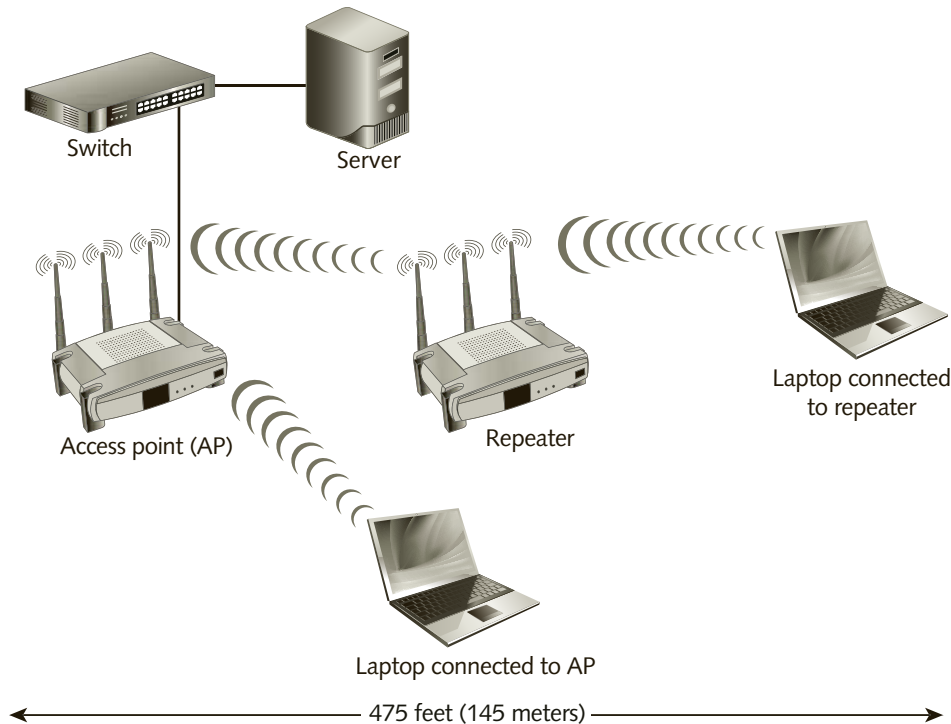 Switch
Server
Laptop connected
to repeater
Access point (AP)
Repeater
Laptop connected to AP
475 feet (145 meters)